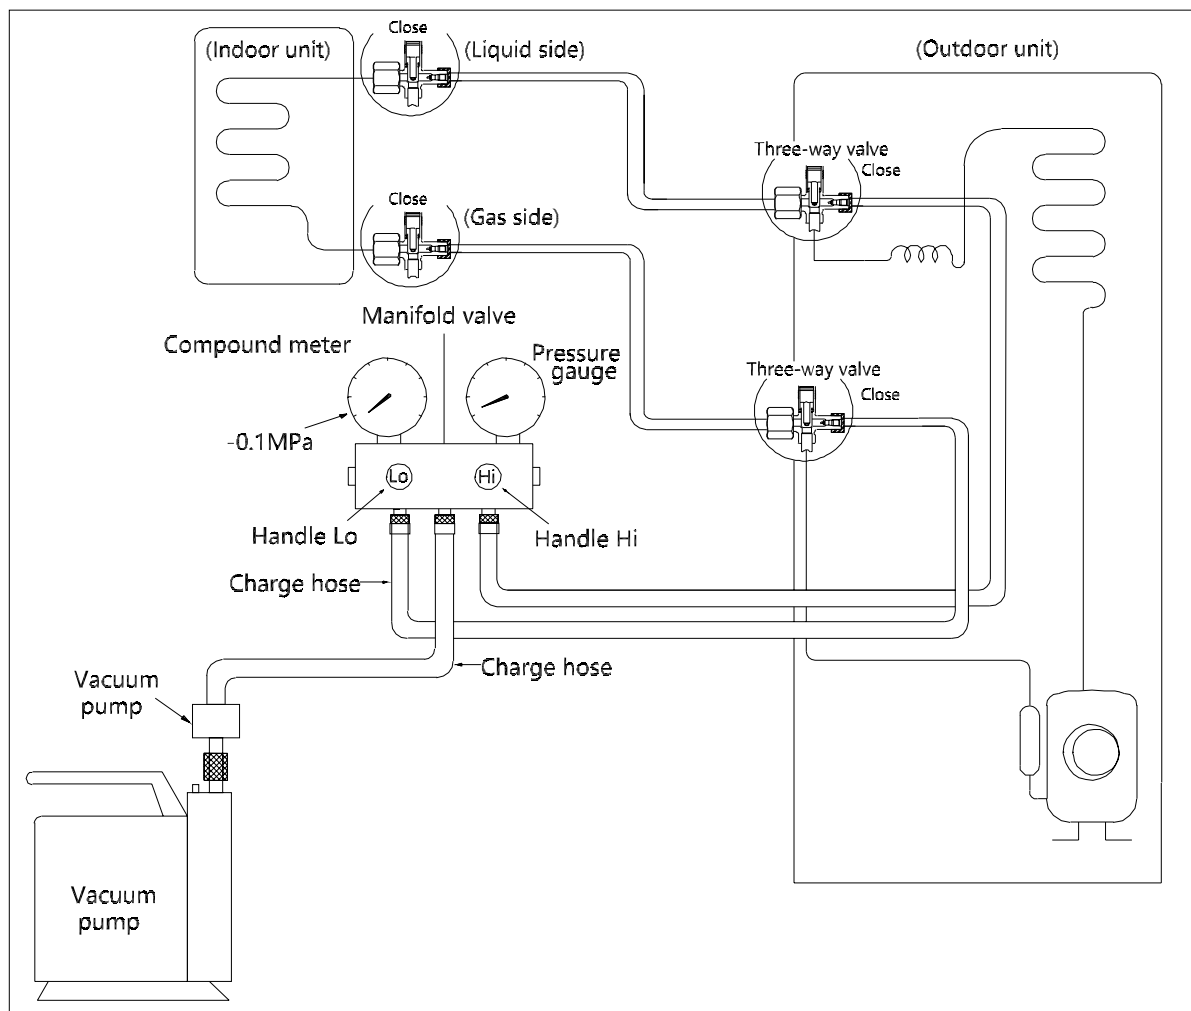 Close
(Indoor unit)
(Liquid side)
(Outdoor unit)
Three-way valve
Close
Close
(Gas side)
Manifold valve
Compound meter
Pressure
gauge
Three-way valve
Close
-0.1MPa
Lo
Hi
Handle Lo
Handle Hi
Charge hose
Charge hose
Vacuum
pump
Vacuum
pump